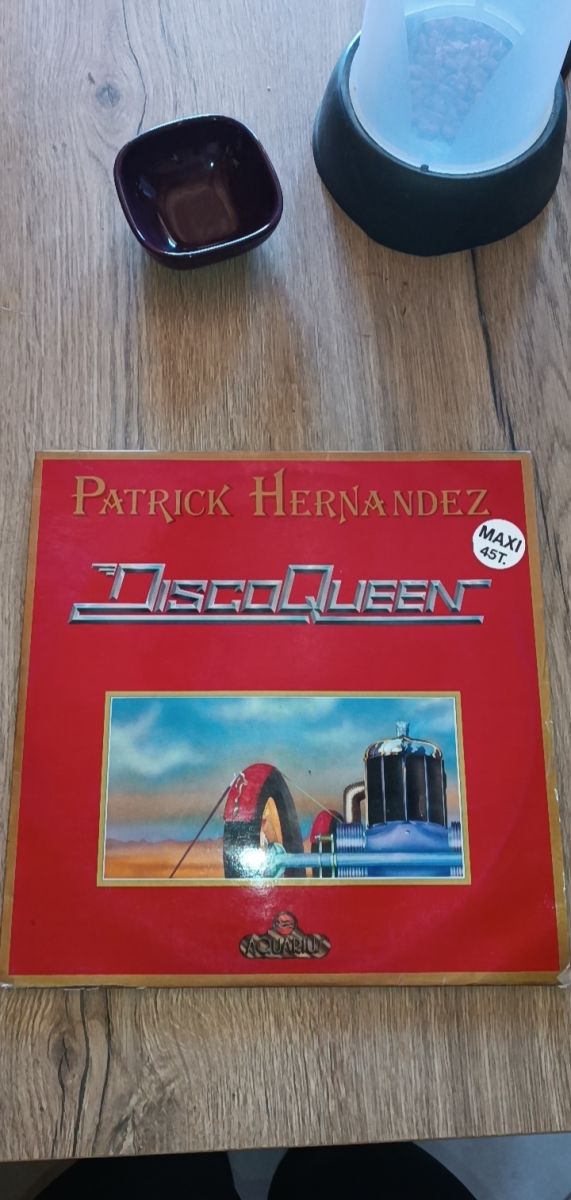 PATRICK HERNANDEZ
MAXI
45T.
DISCOQUEEN
AQUARIUS